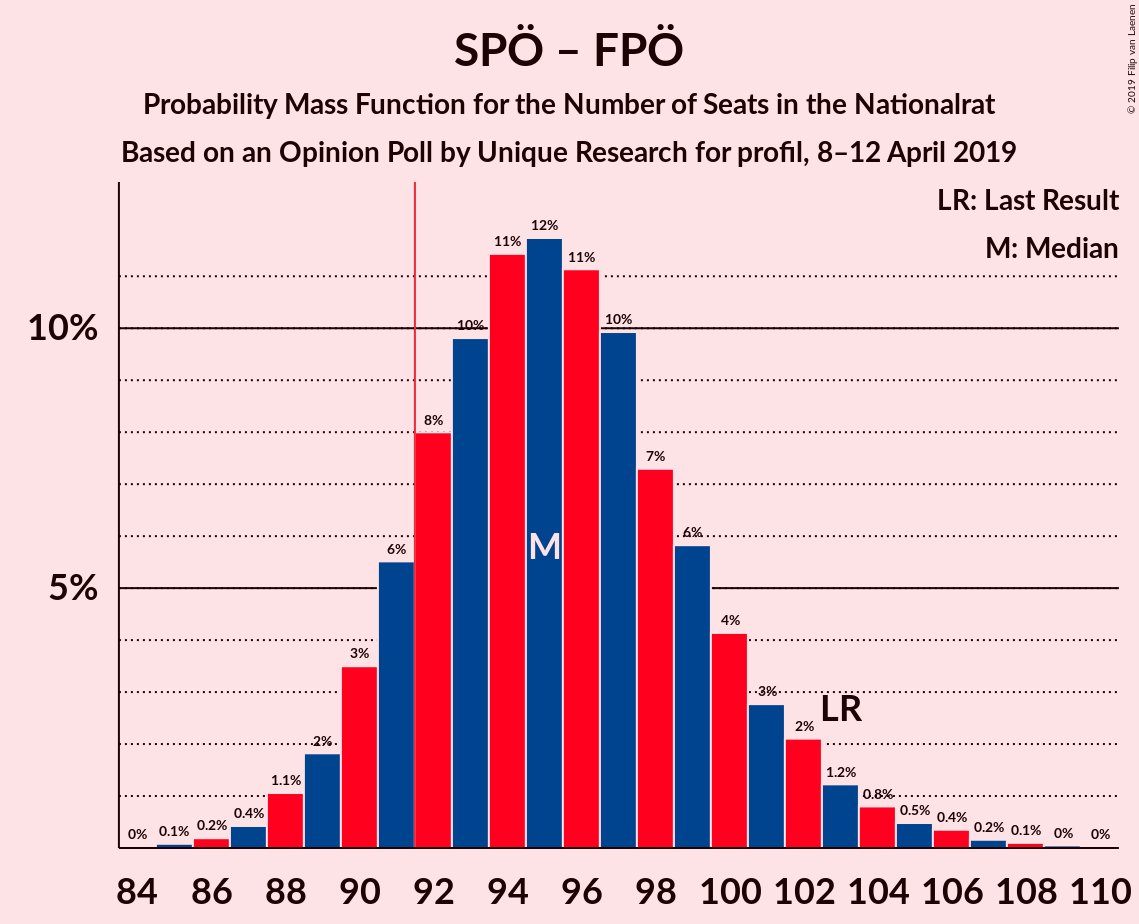 SPÖ – FPÖ
Probability Mass Function for the Number of Seats in the Nationalrat
Based on an Opinion Poll by Unique Research for profil, 8–12 April 2019
© 2019 Filip van Laenen
LR: Last Result
M: Median
10%
5%
0% 0.1% 0.2% 0.4% 1.1% 2% 3% 6% 8% 10% 11% 12% 11% 10% 7% 6% 4% 3% 2% 1.2% 0.8% 0.5% 0.4% 0.2% 0.1% 0% 0%
M
LR
84 86 88 90 92 94 96 98 100 102 104 106 108 110